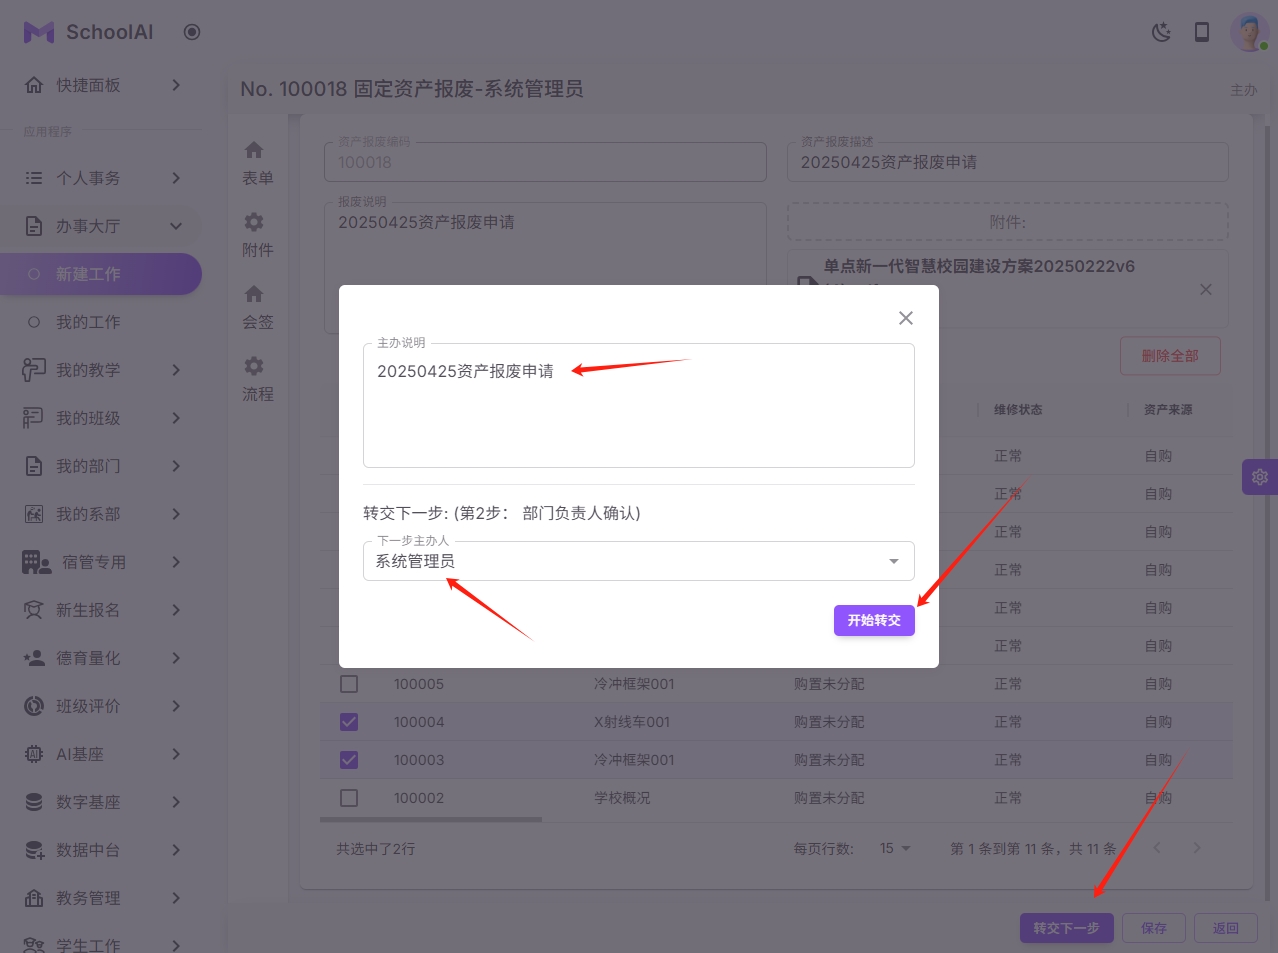 SchoolAI
快捷面板
应用程序
个人事务
办事大厅
新建工作
我的工作
我的教学
我的班级
我的部门
我的系部
宿管专用
新生报名
德育量化
班级评价
AI基座
数字基座
数据中台
教务管理
学生工作
No. 100018 固定资产报废-系统管理员
主办
表单
附件
会签
流程
资产报废编码
100018
资产报废描述
20250425资产报废申请
报废说明
20250425资产报废申请
附件:
单点新一代智慧校园建设方案20250222v6
删除全部
维修状态 资产来源
正常 自购
正常 自购
正常 自购
正常 自购
正常 自购
正常 自购
主办说明
20250425资产报废申请
转交下一步: (第2步： 部门负责人确认)
下一步主办人
系统管理员
开始转交
100005 冷冲框架001 购置未分配 正常 自购
100004 X射线车001 购置未分配 正常 自购
100003 冷冲框架001 购置未分配 正常 自购
100002 学校概况 购置未分配 正常 自购
共选中了2行
每页行数: 15 第 1 条到第 11 条，共 11 条
转交下一步 保存 返回